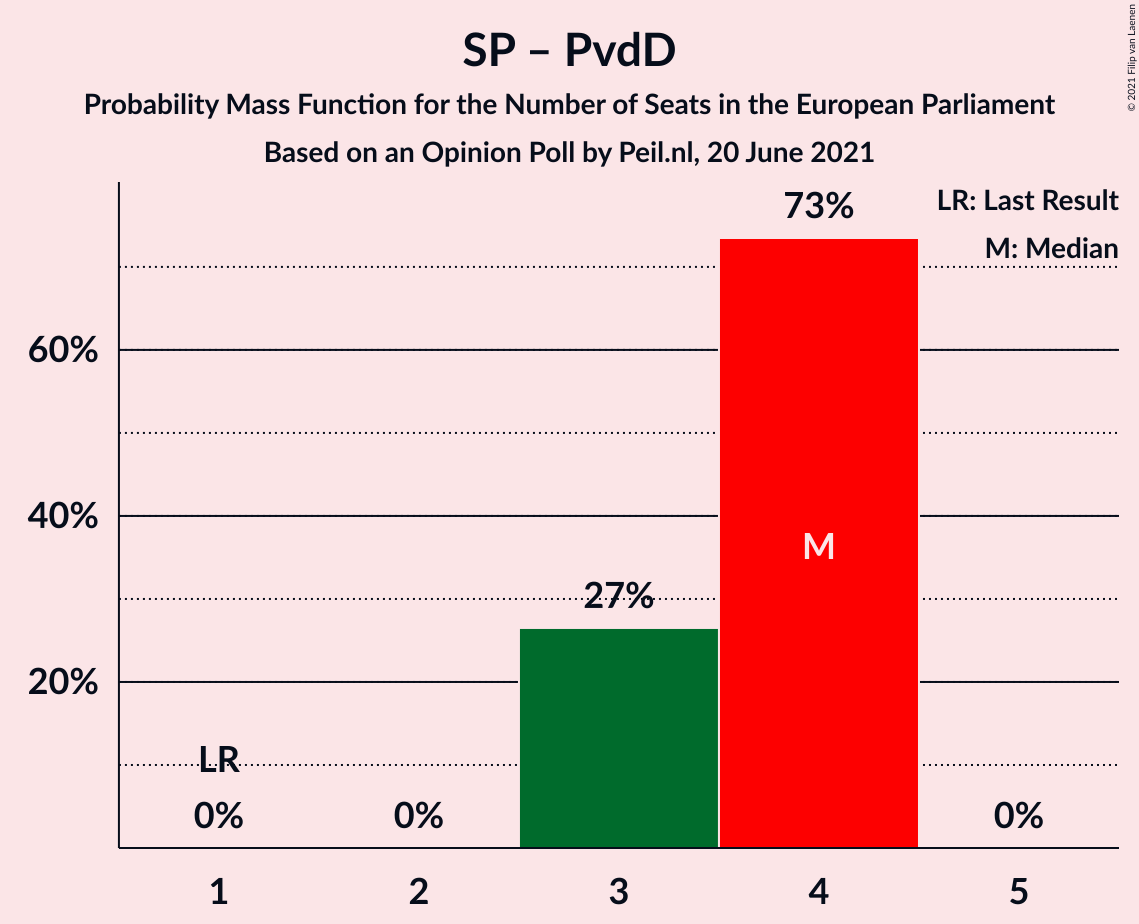 SP – PvdD
Probability Mass Function for the Number of Seats in the European Parliament
Based on an Opinion Poll by Peil.nl, 20 June 2021
© 2021 Filip van Laenen
LR: Last Result
M: Median
73%
60%
40%
20%
M
27%
LR
0%
0%
0%
1
2
3
4
5